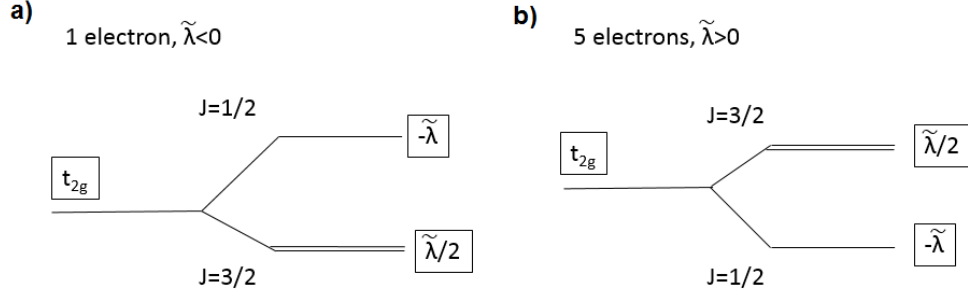 a)
1 electron, λ̃<0
J=1/2
-λ̃
t₂g
λ̃/2
J=3/2
b)
5 electrons, λ̃>0
J=3/2
λ̃/2
t₂g
-λ̃
J=1/2